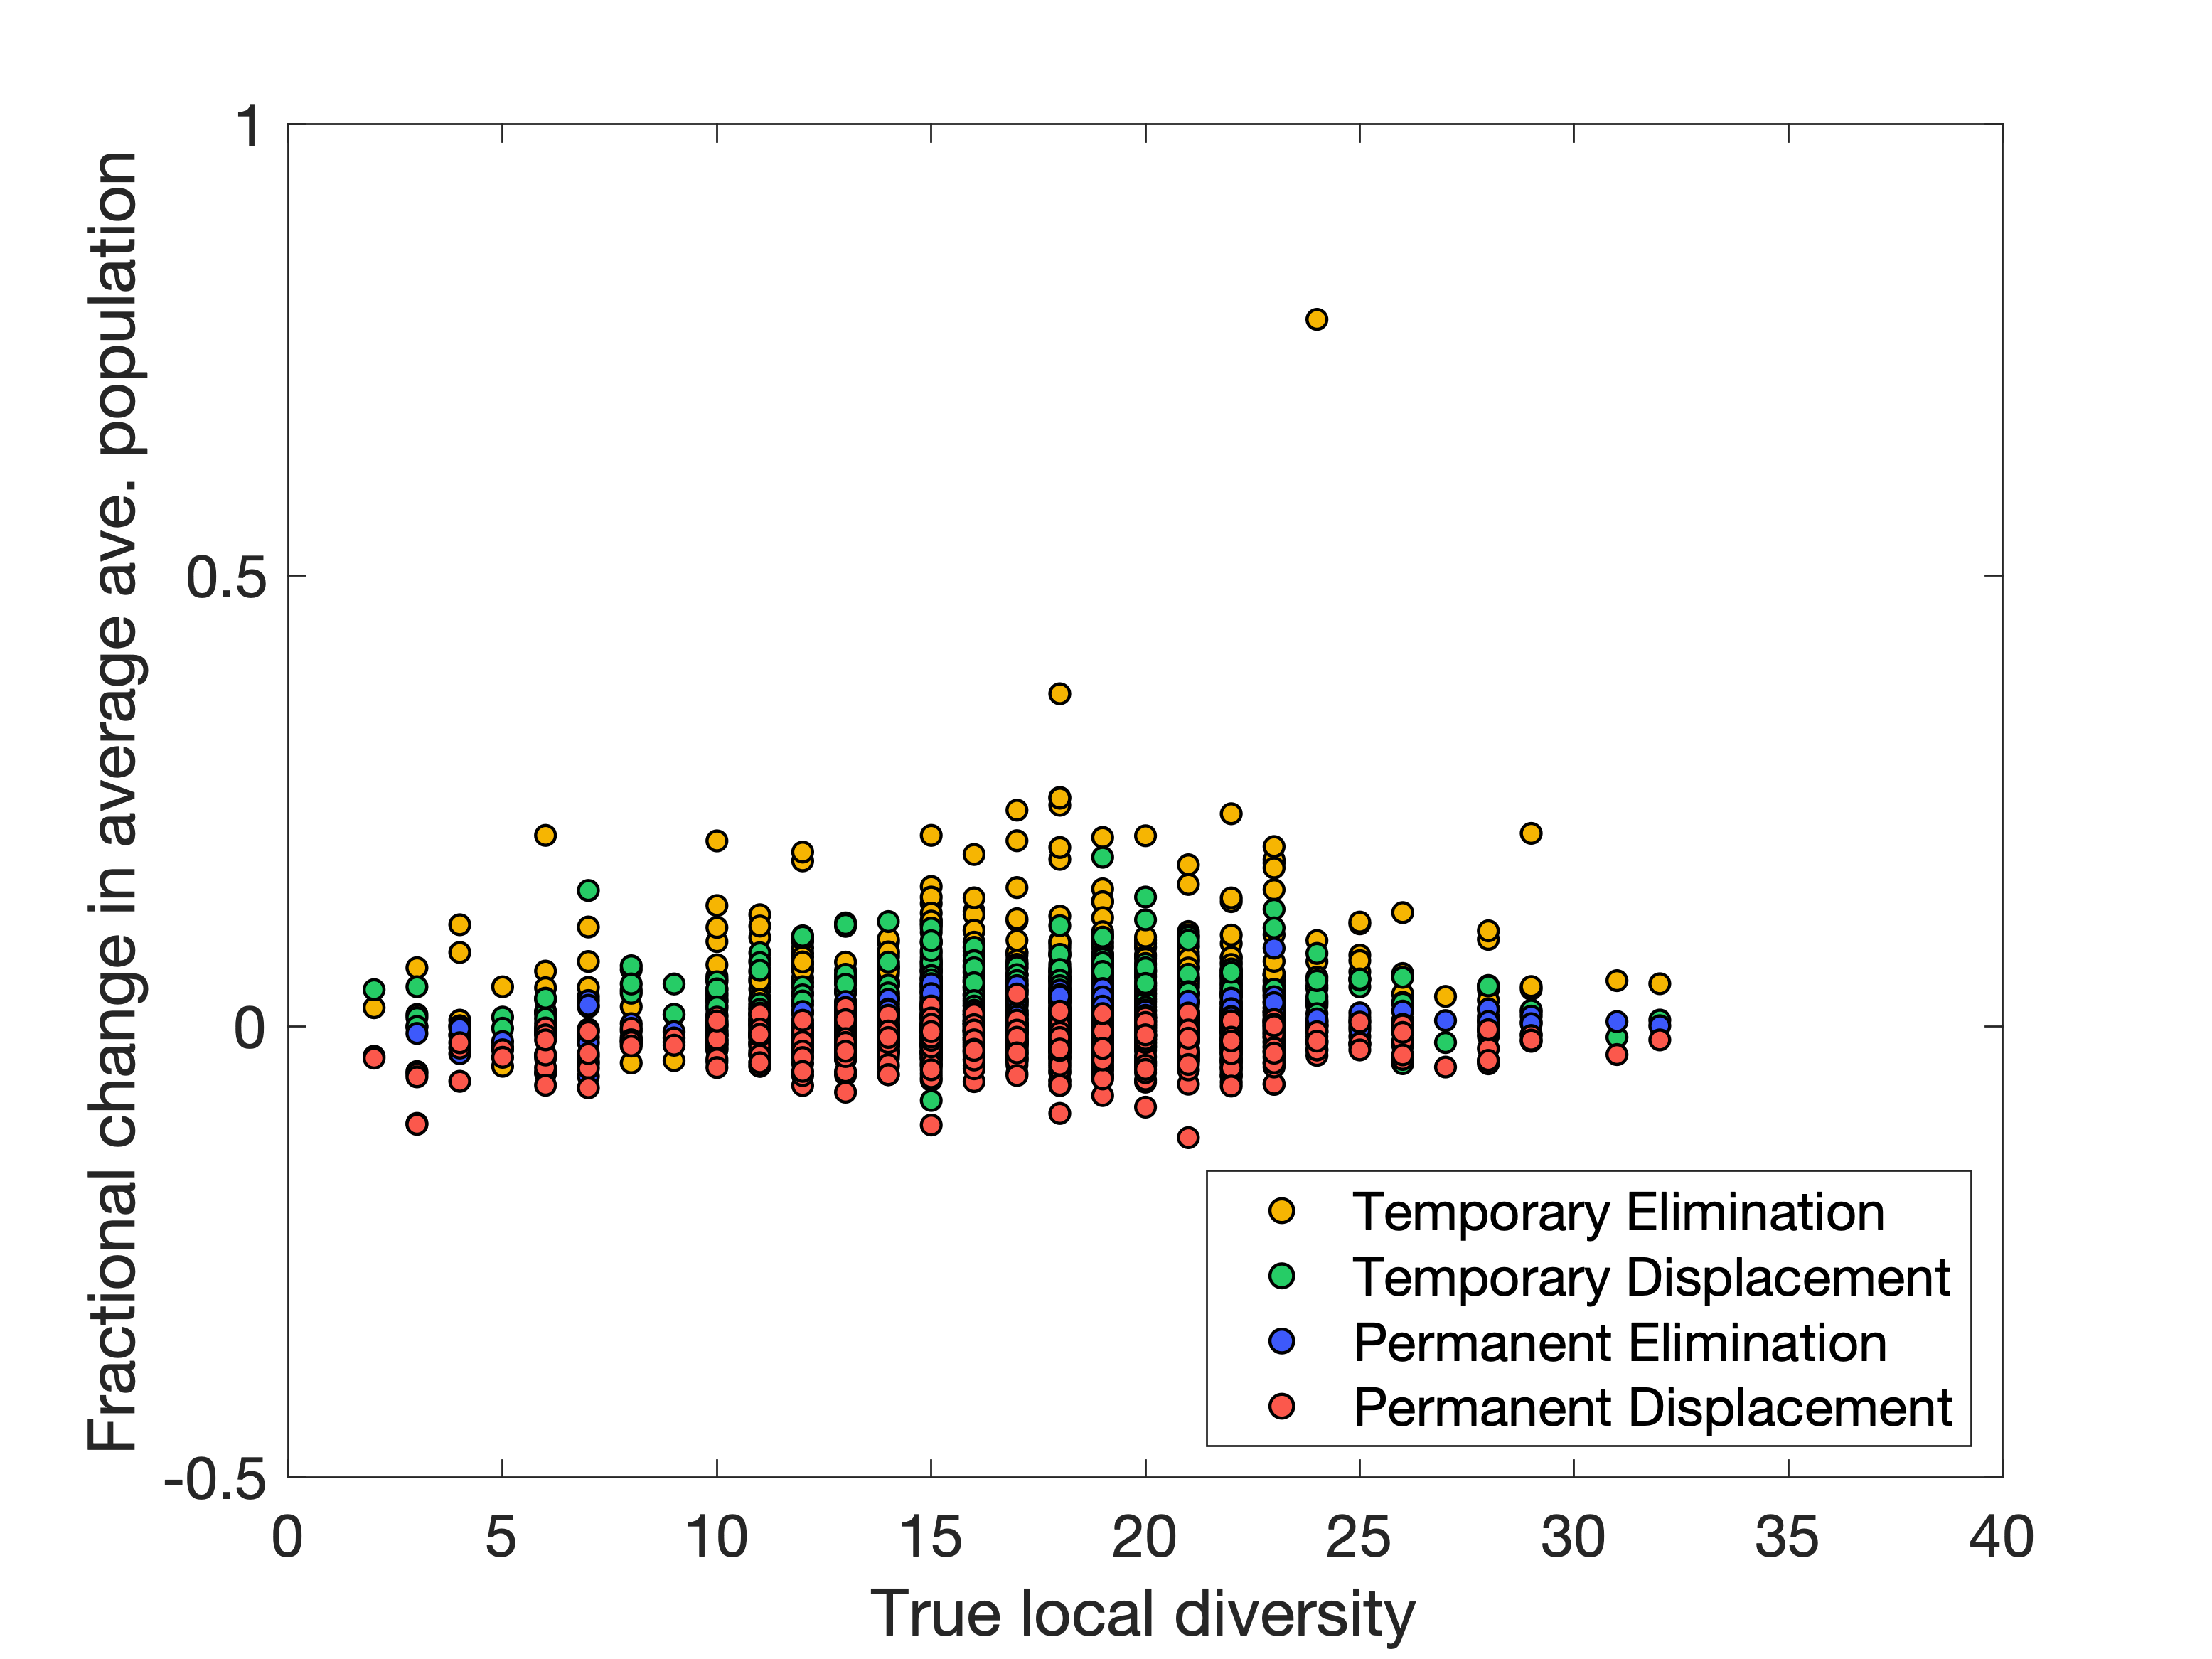 Fractional change in average ave. population
1
0.5
0
-0.5
0 5 10 15 20 25 30 35 40
True local diversity
Temporary Elimination
Temporary Displacement
Permanent Elimination
Permanent Displacement